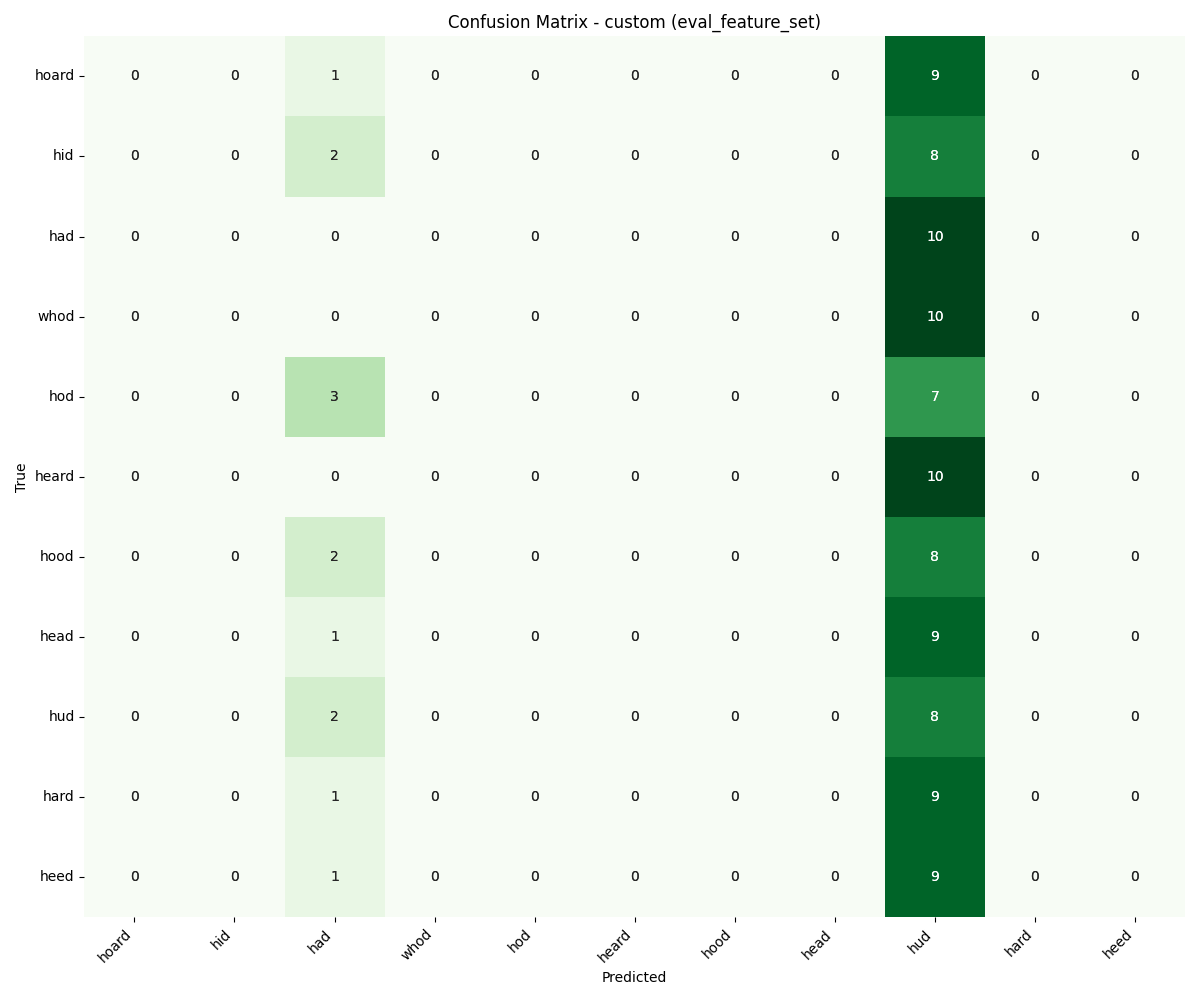 Confusion Matrix - custom (eval_feature_set)
hoard 0 0 1 0 0 0 0 0 9 0 0
hid 0 0 2 0 0 0 0 0 8 0 0
had 0 0 0 0 0 0 0 0 10 0 0
whod 0 0 0 0 0 0 0 0 10 0 0
hod 0 0 3 0 0 0 0 0 7 0 0
heard 0 0 0 0 0 0 0 0 10 0 0
hood 0 0 2 0 0 0 0 0 8 0 0
head 0 0 1 0 0 0 0 0 9 0 0
hud 0 0 2 0 0 0 0 0 8 0 0
hard 0 0 1 0 0 0 0 0 9 0 0
heed 0 0 1 0 0 0 0 0 9 0 0
True
hoard hid had whod hod heard hood head hud hard heed
Predicted